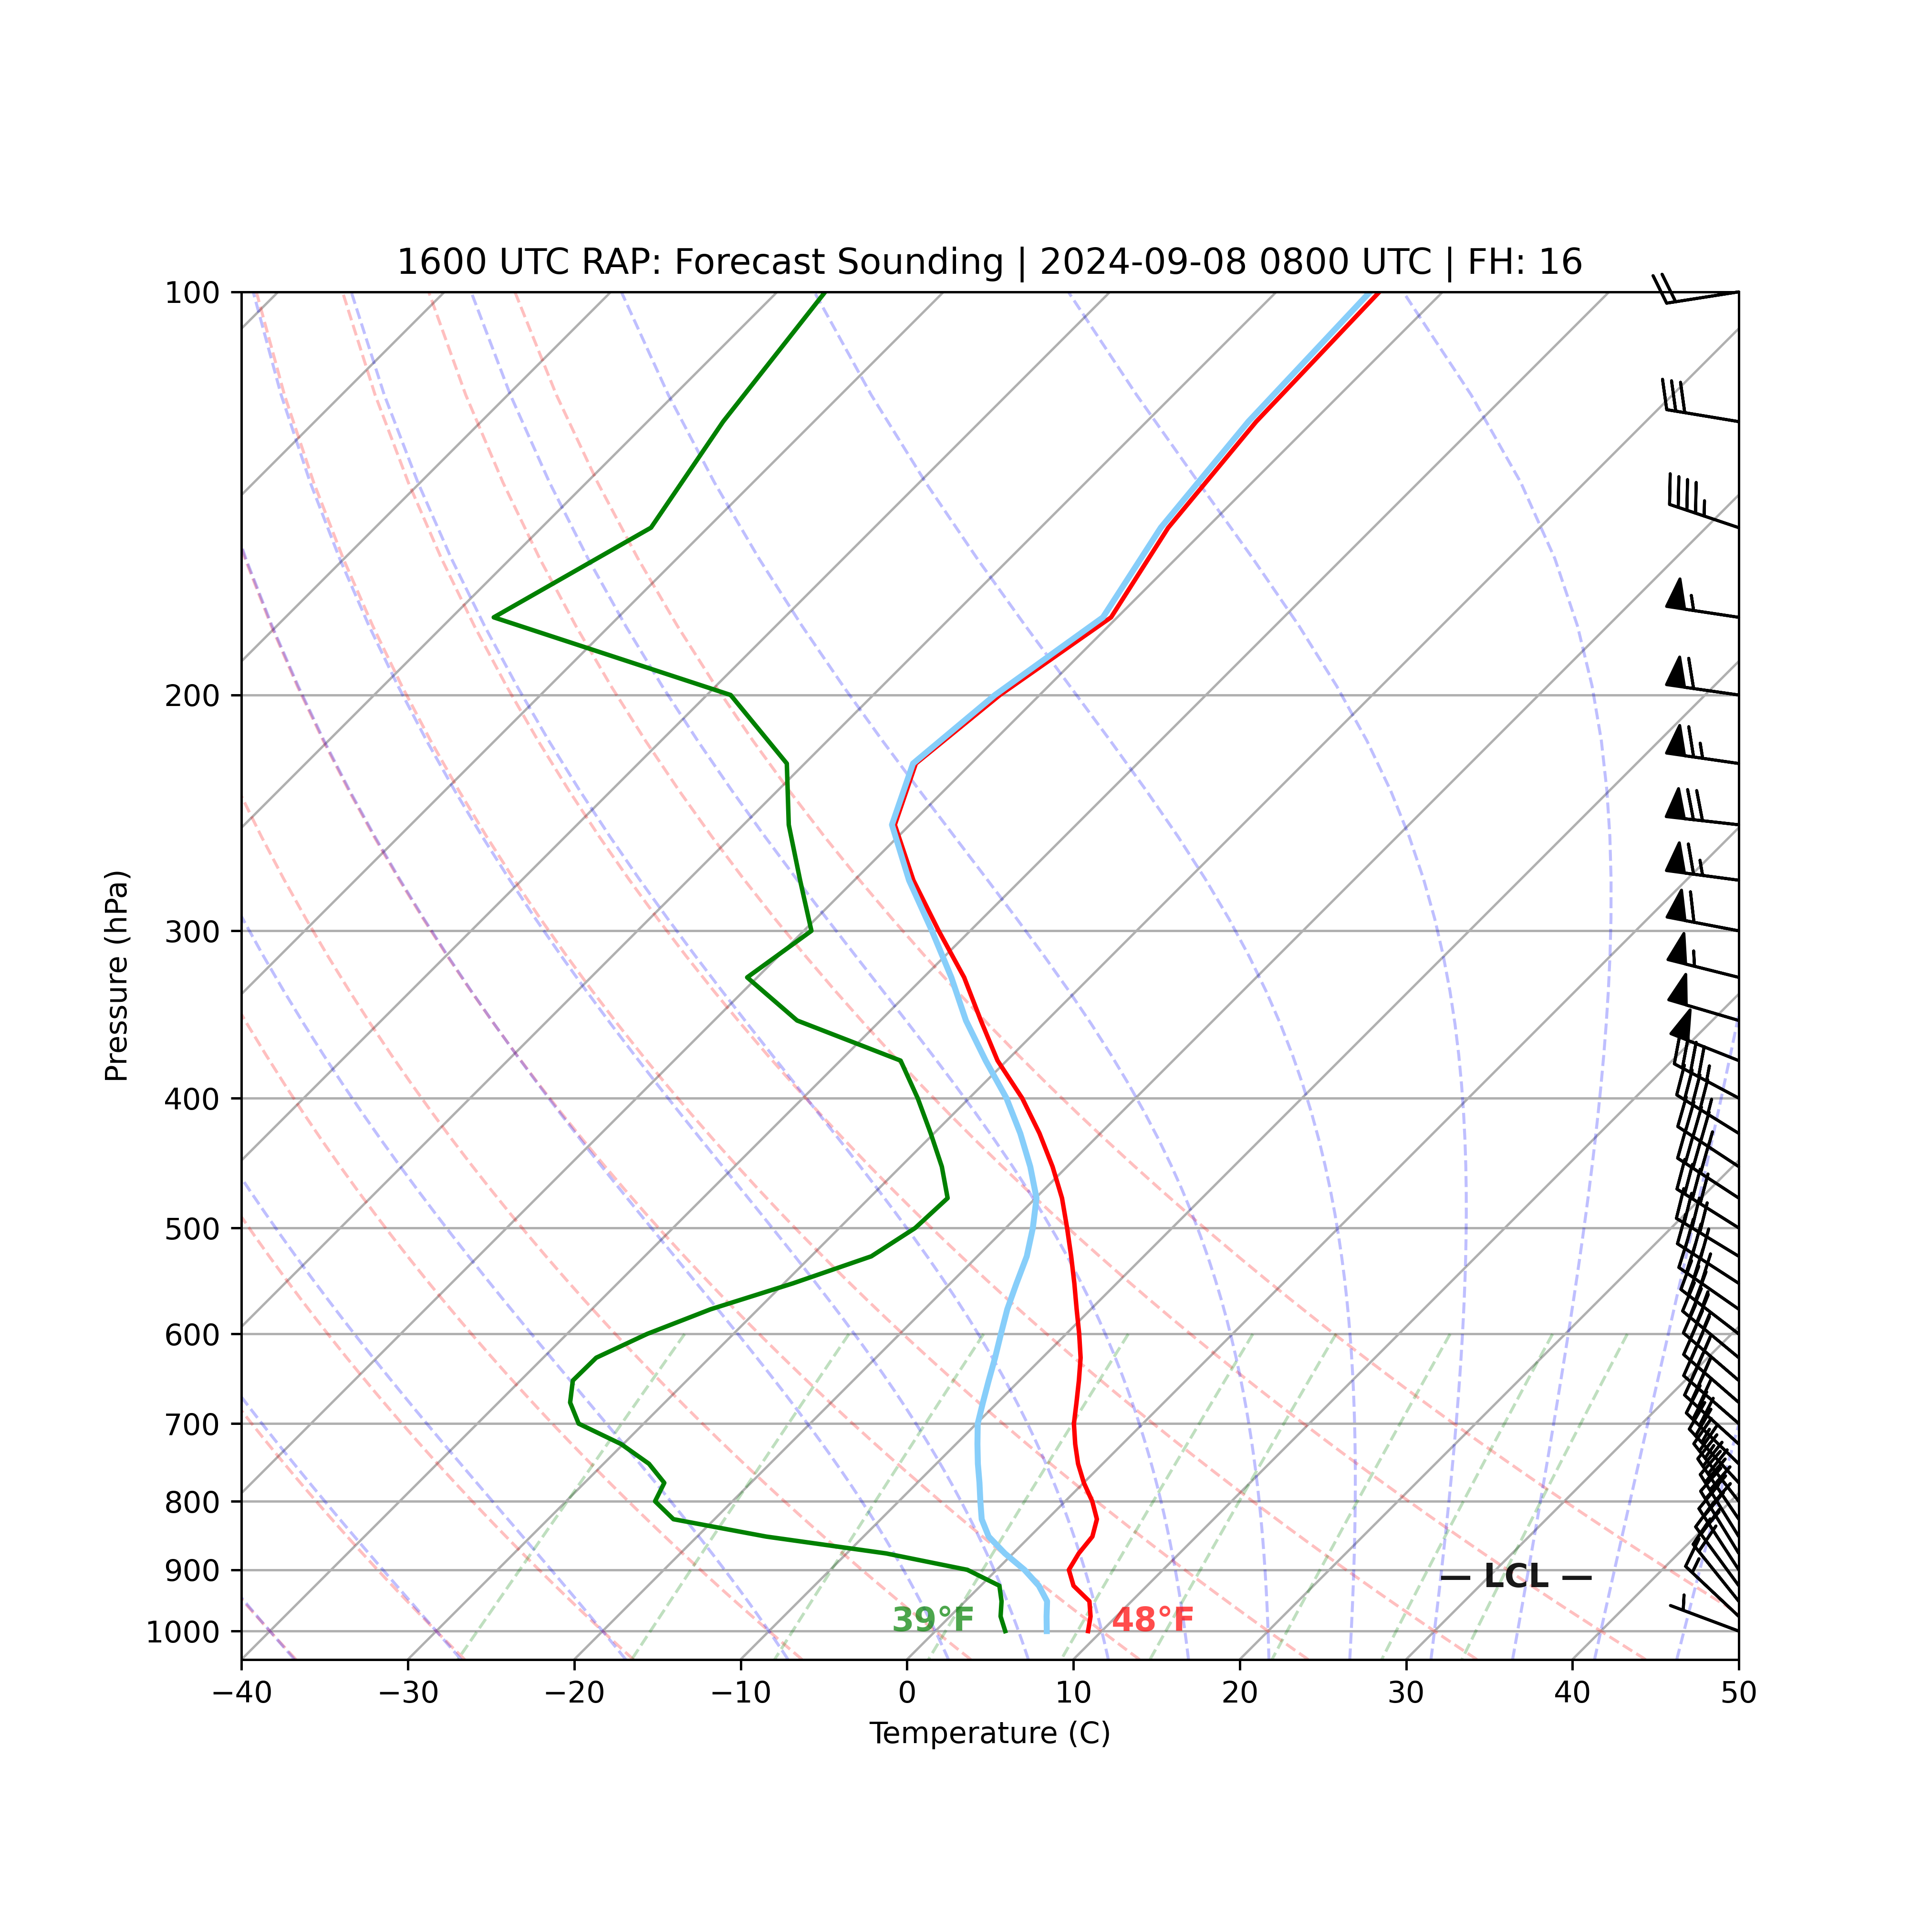 1600 UTC RAP: Forecast Sounding | 2024-09-08 0800 UTC | FH: 16
100
200
300
400
500
600
700
800
900
1000
Pressure (hPa)
— LCL —
39°F
48°F
−40 −30 −20 −10 0 10 20 30 40 50
Temperature (C)